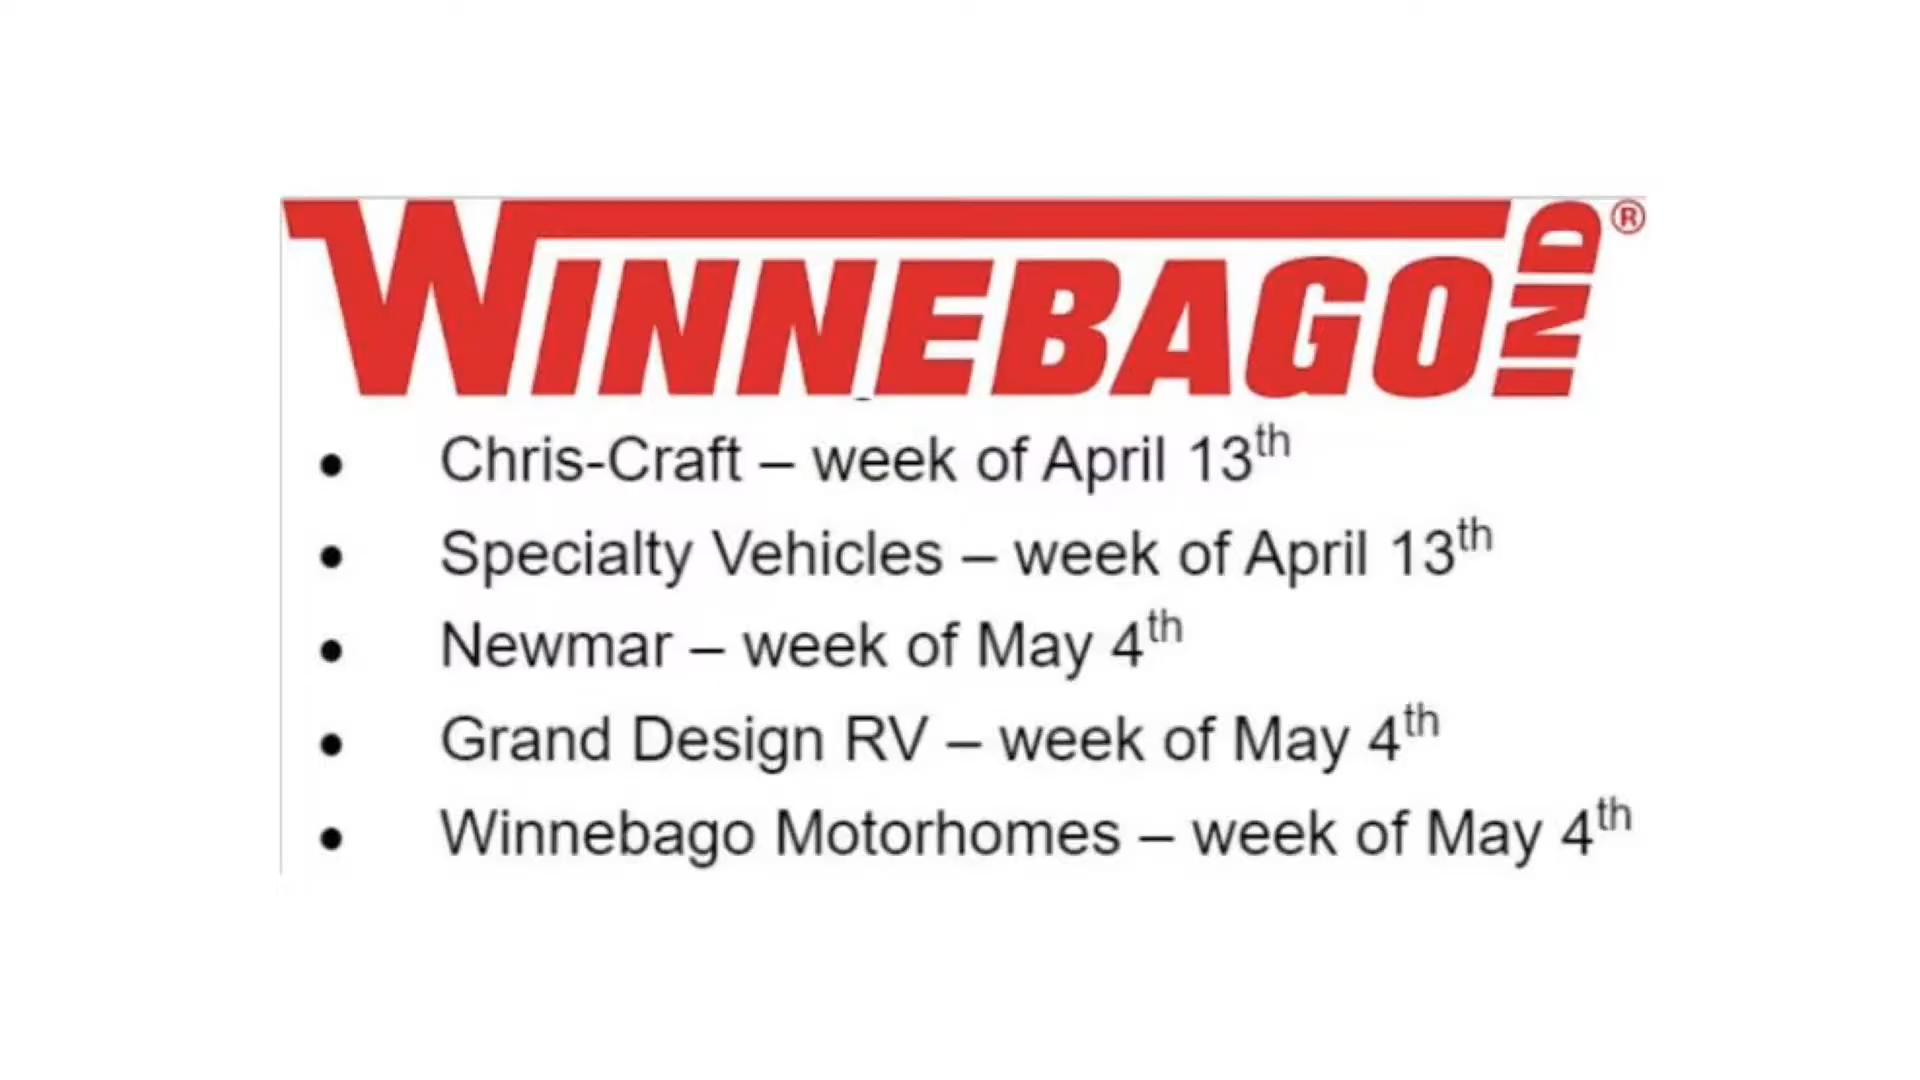 WINNEBAGO IND®
• Chris-Craft – week of April 13th
• Specialty Vehicles – week of April 13th
• Newmar – week of May 4th
• Grand Design RV – week of May 4th
• Winnebago Motorhomes – week of May 4th